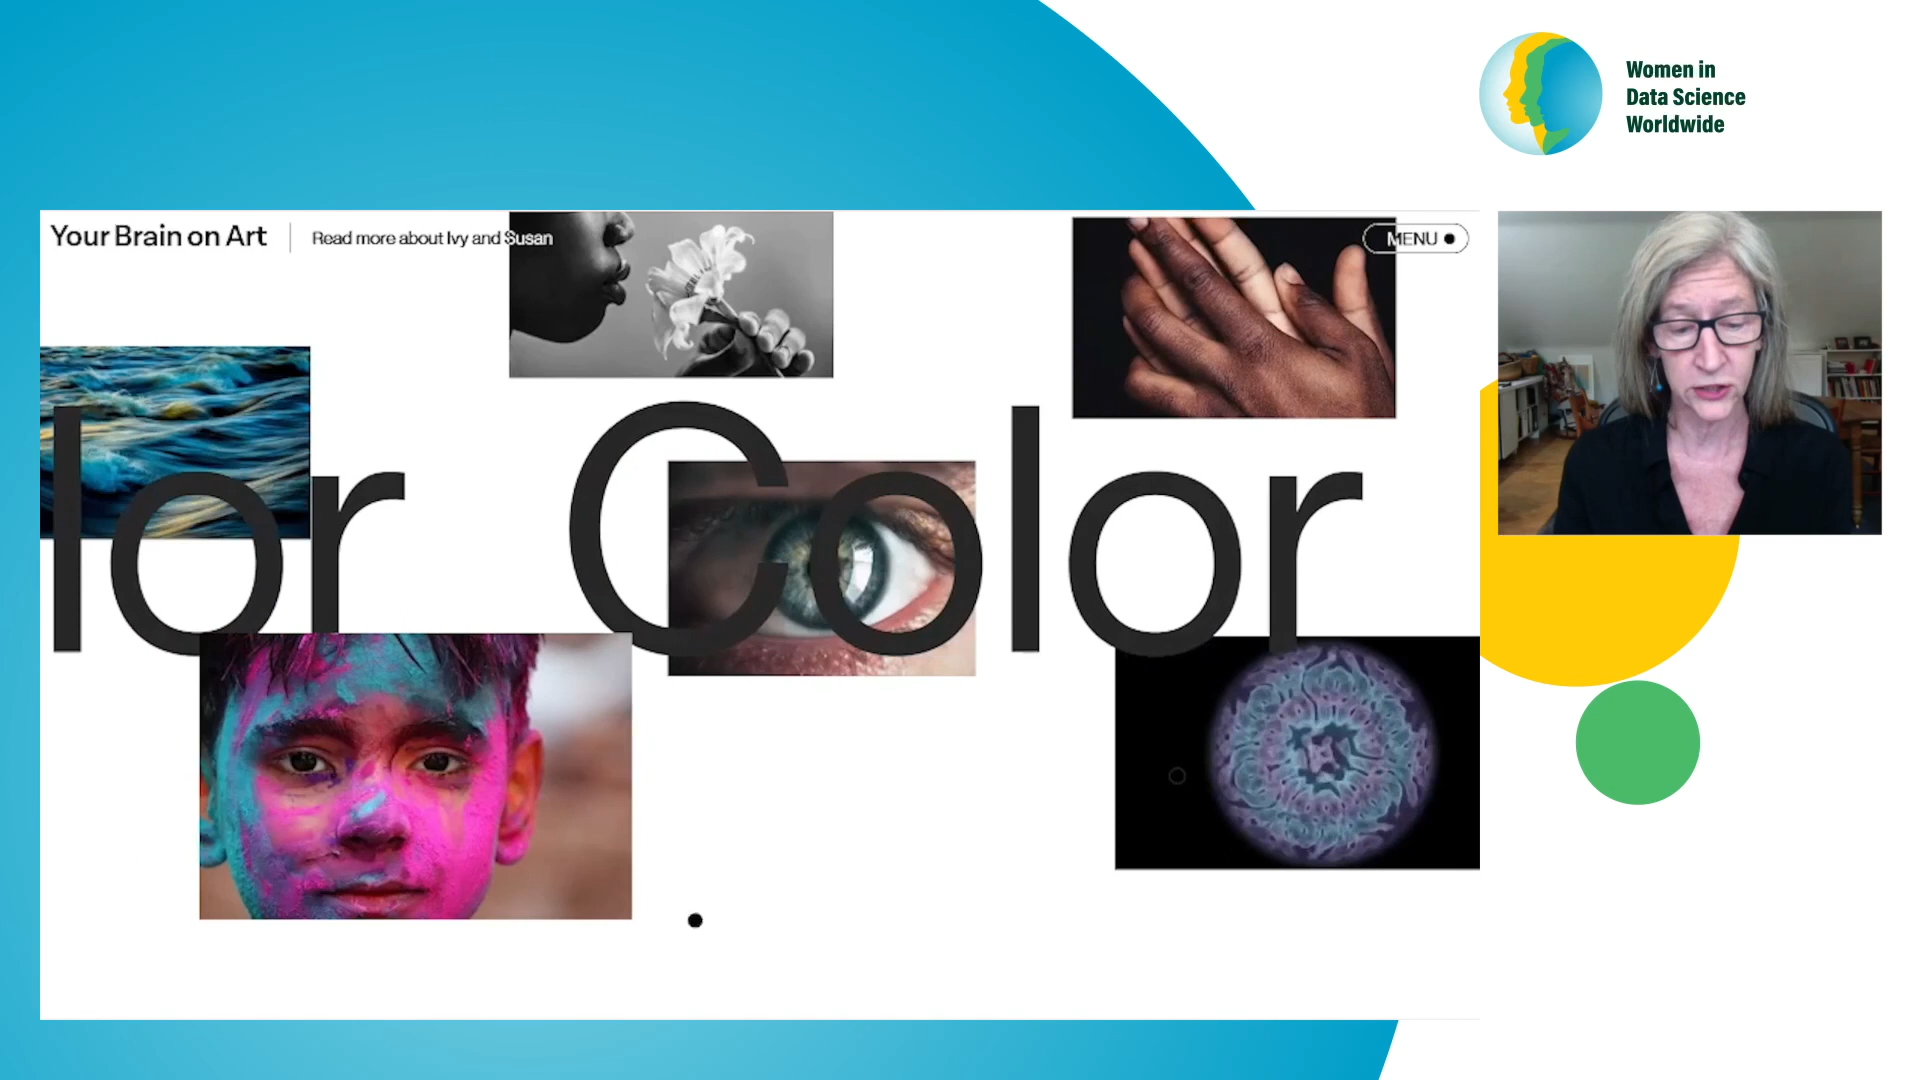 Women in
Data Science
Worldwide
Your Brain on Art
Read more about Ivy and Susan
MENU
lor Color